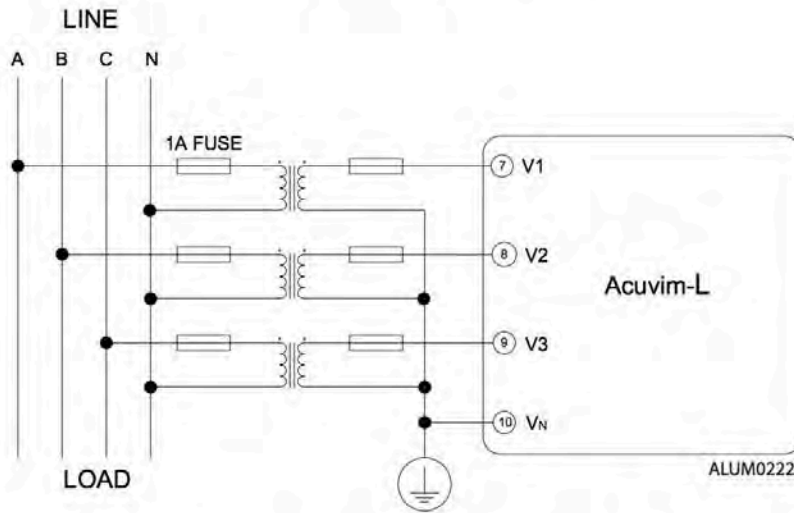 LINE
A B C N
1A FUSE
7 V1
8 V2
Acuvim-L
9 V3
10 VN
ALUM0222
LOAD